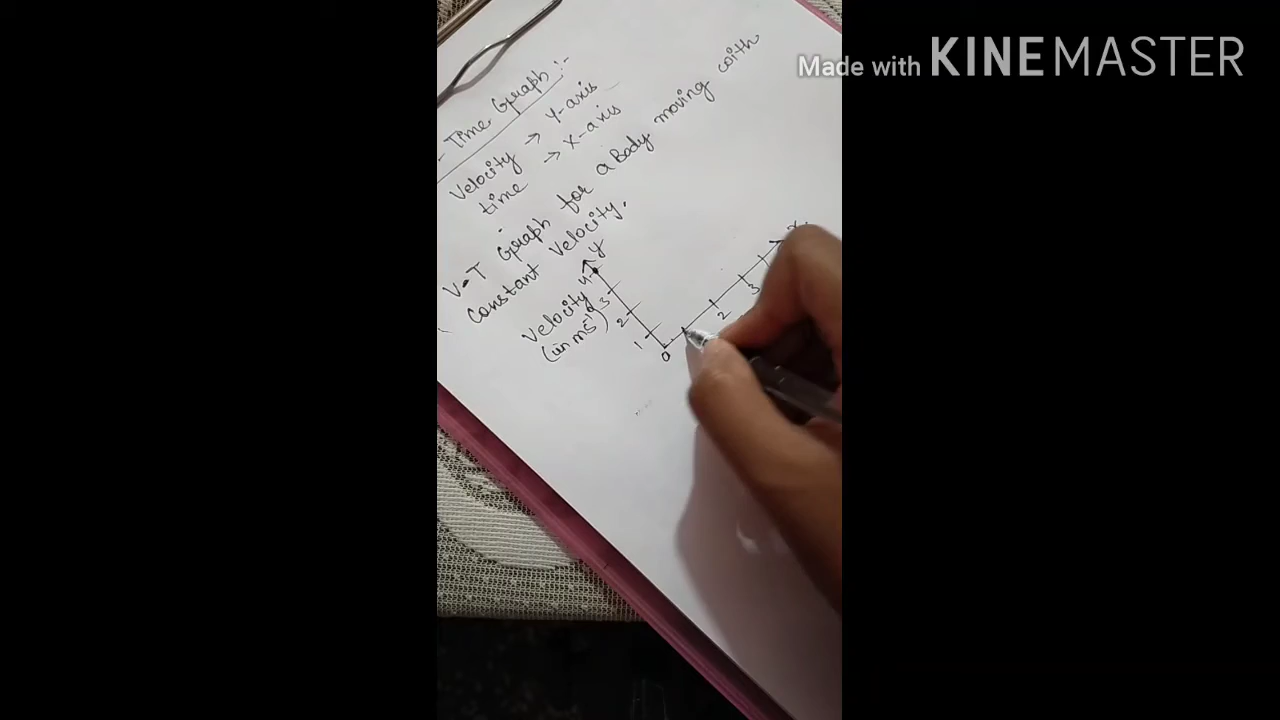 Made with KINEMASTER
- Time Graph :-
Velocity → Y-axis
time → X-axis
V-T Graph for a Body moving with
Constant Velocity.
y
4
3
2
1
0
Velocity
(in ms⁻¹)
2
3
X